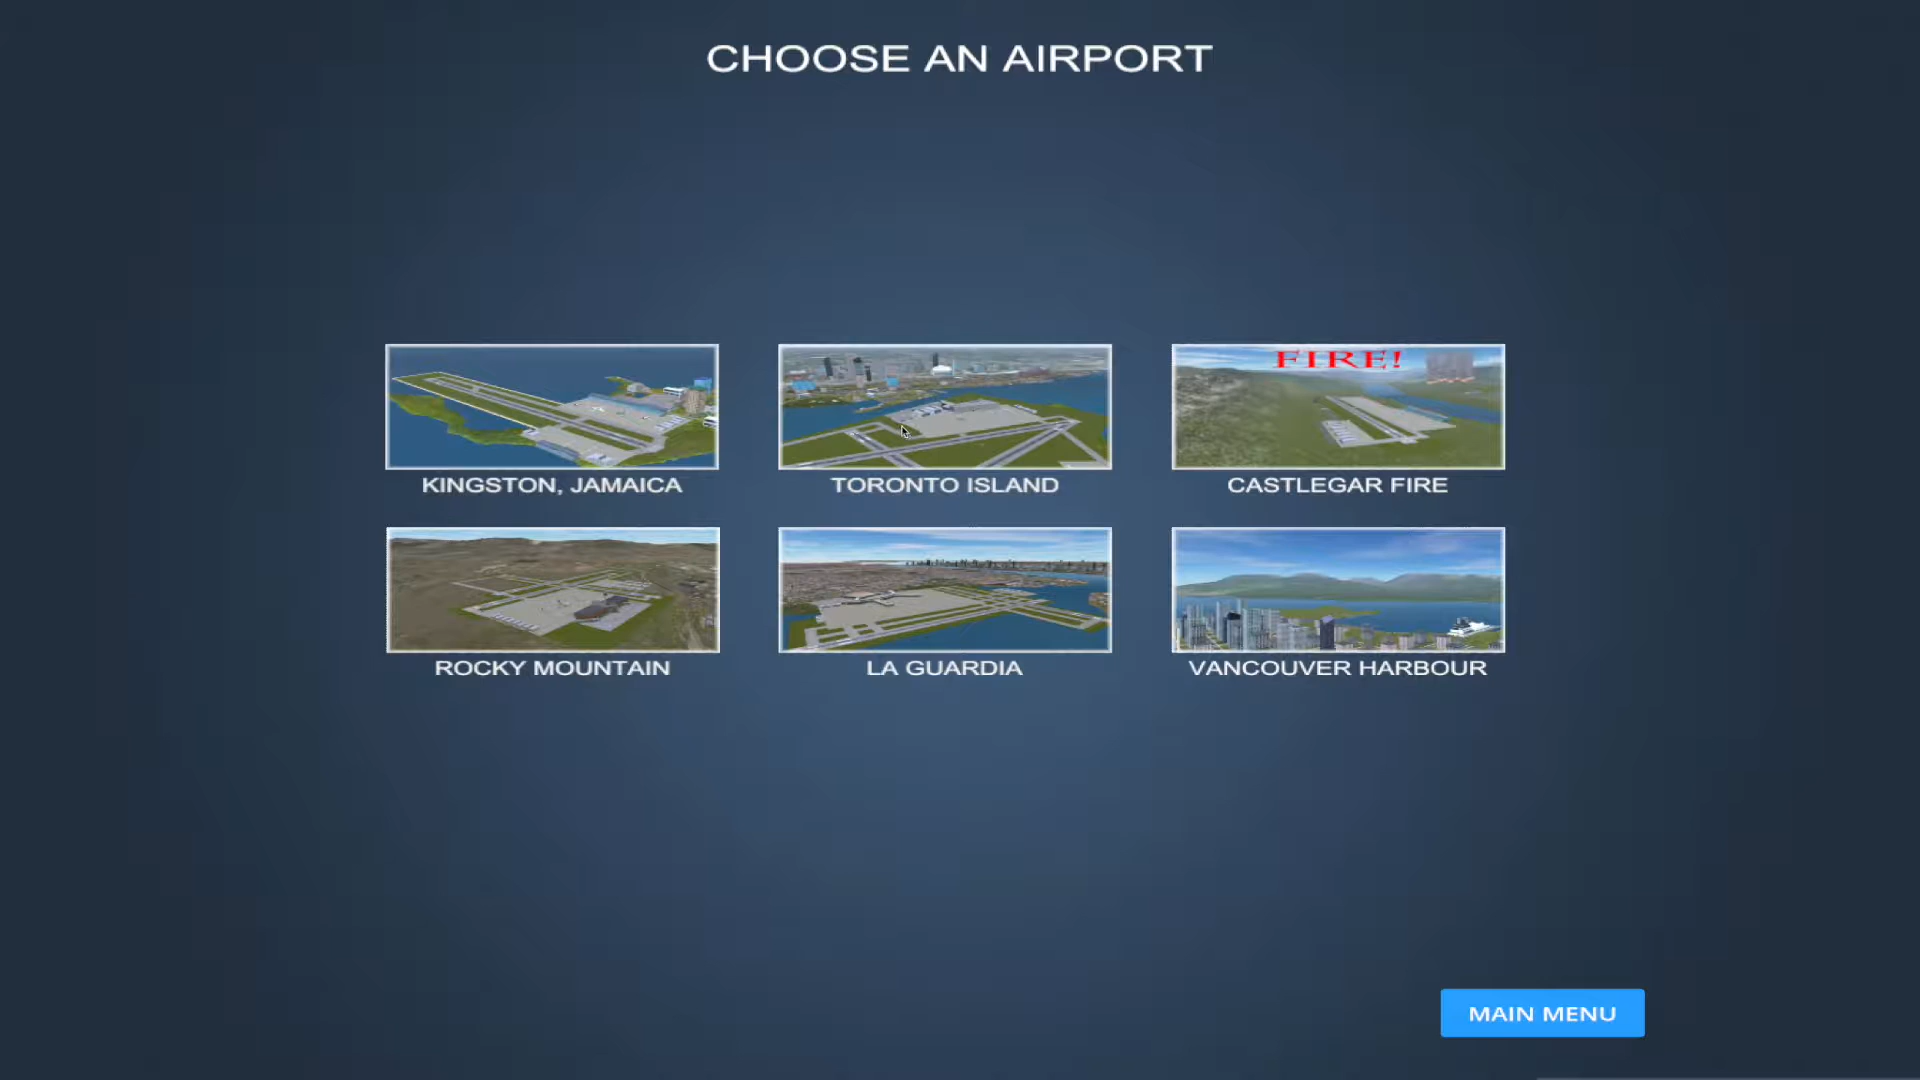 CHOOSE AN AIRPORT
FIRE!
KINGSTON, JAMAICA
TORONTO ISLAND
CASTLEGAR FIRE
ROCKY MOUNTAIN
LA GUARDIA
VANCOUVER HARBOUR
MAIN MENU